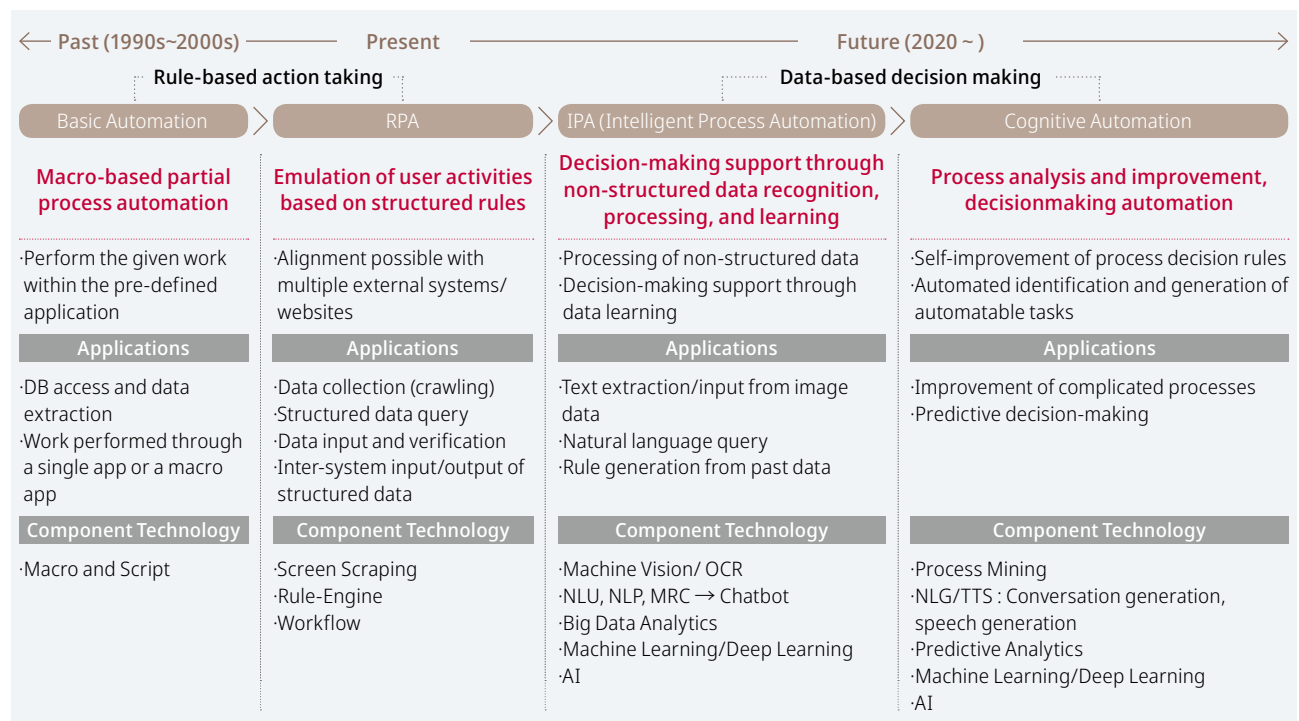 Past (1990s~2000s)
Present
Future (2020 ~ )
Rule-based action taking
Data-based decision making
Basic Automation
RPA
IPA (Intelligent Process Automation)
Cognitive Automation
Macro-based partial
process automation
·Perform the given work
within the pre-defined
application
Applications
·DB access and data
extraction
·Work performed through
a single app or a macro
app
Component Technology
·Macro and Script
Emulation of user activities
based on structured rules
·Alignment possible with
multiple external systems/
websites
Applications
·Data collection (crawling)
·Structured data query
·Data input and verification
·Inter-system input/output of
structured data
Component Technology
·Screen Scraping
·Rule-Engine
·Workflow
Decision-making support through
non-structured data recognition,
processing, and learning
·Processing of non-structured data
·Decision-making support through
data learning
Applications
·Text extraction/input from image
data
·Natural language query
·Rule generation from past data
Component Technology
·Machine Vision/ OCR
·NLU, NLP, MRC → Chatbot
·Big Data Analytics
·Machine Learning/Deep Learning
·AI
Process analysis and improvement,
decisionmaking automation
·Self-improvement of process decision rules
·Automated identification and generation of
automatable tasks
Applications
·Improvement of complicated processes
·Predictive decision-making
Component Technology
·Process Mining
·NLG/TTS : Conversation generation,
speech generation
·Predictive Analytics
·Machine Learning/Deep Learning
·AI